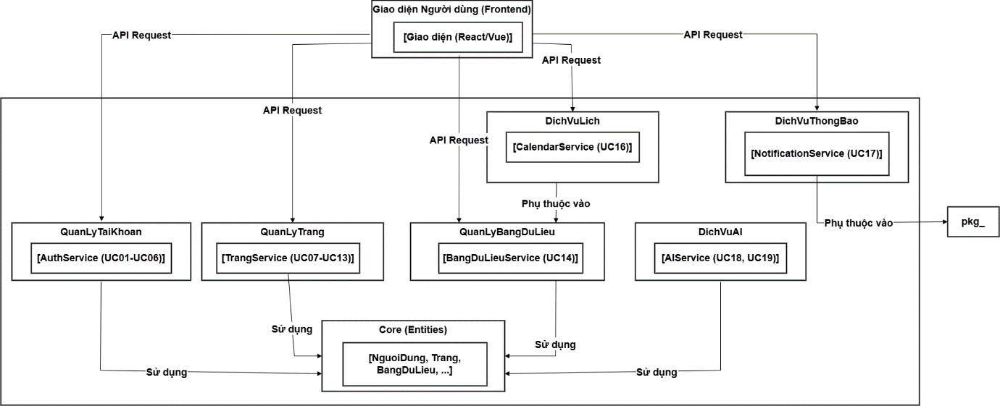 Giao diện Người dùng (Frontend)
[Giao diện (React/Vue)]
API Request
API Request
API Request
API Request
API Request
DichVuLich
[CalendarService (UC16)]
DichVuThongBao
[NotificationService (UC17)]
Phụ thuộc vào
Phụ thuộc vào
pkg_
QuanLyTaiKhoan
[AuthService (UC01-UC06)]
QuanLyTrang
[TrangService (UC07-UC13)]
QuanLyBangDuLieu
[BangDuLieuService (UC14)]
DichVuAI
[AIService (UC18, UC19)]
Sử dụng
Sử dụng
Sử dụng
Sử dụng
Core (Entities)
[NguoiDung, Trang,
BangDuLieu, ...]